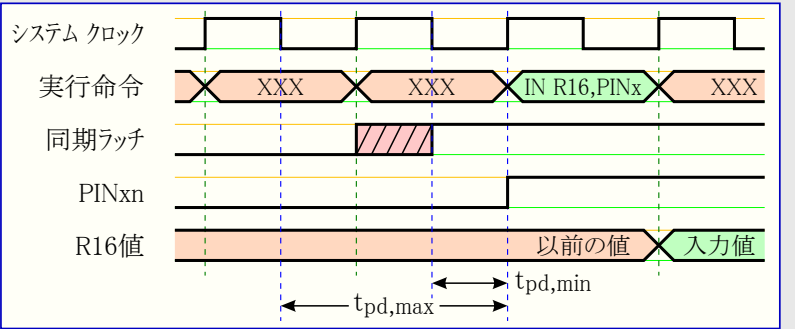 システム クロック
実行命令 XXX XXX IN R16,PINx XXX
同期ラッチ
PINxn
R16値 以前の値 入力値
tpd,min
tpd,max